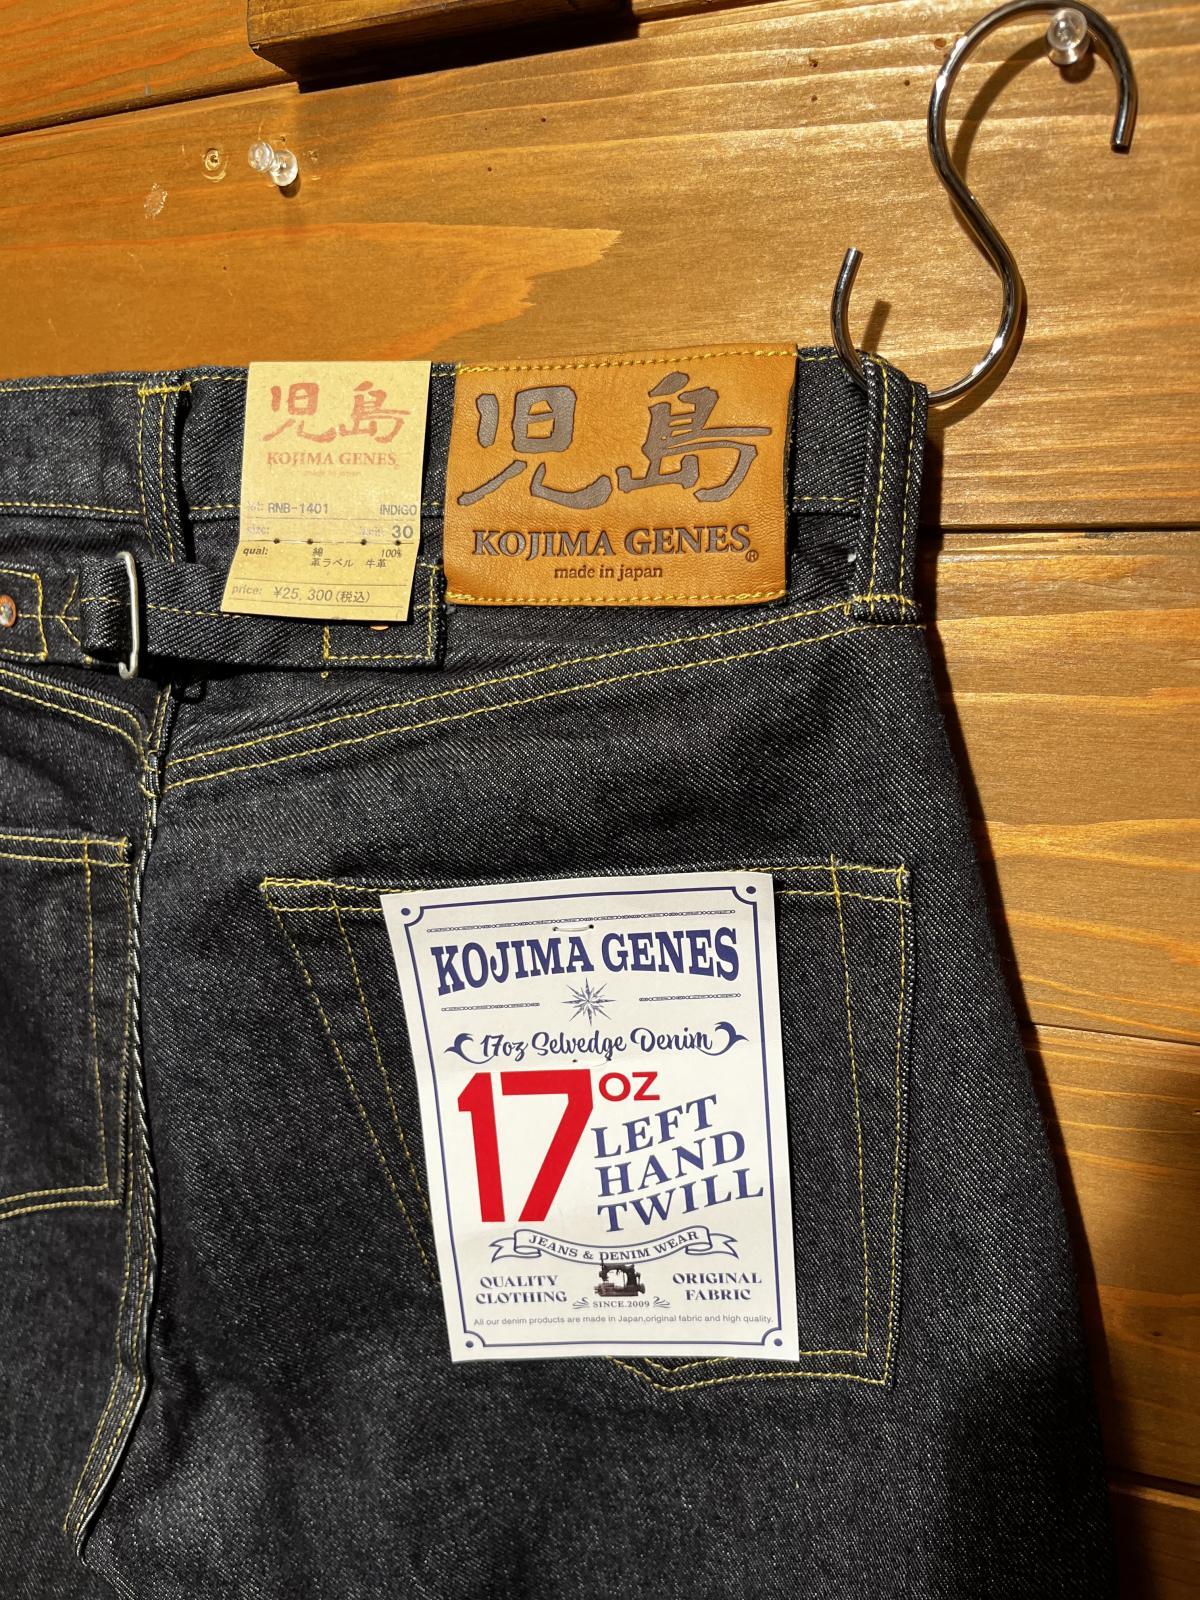 児島
KOJIMA GENES
made in japan
RNB-1401 INDIGO
size: 30
qual: 綿 100%
革ラベル 牛革
price: ¥25,300(税込)
児島
KOJIMA GENES®
made in japan
KOJIMA GENES
17oz Selvedge Denim
17oz
LEFT
HAND
TWILL
JEANS & DENIM WEAR
QUALITY
CLOTHING
ORIGINAL
FABRIC
SINCE.2009
All our denim products are made in Japan,original fabric and high quality.